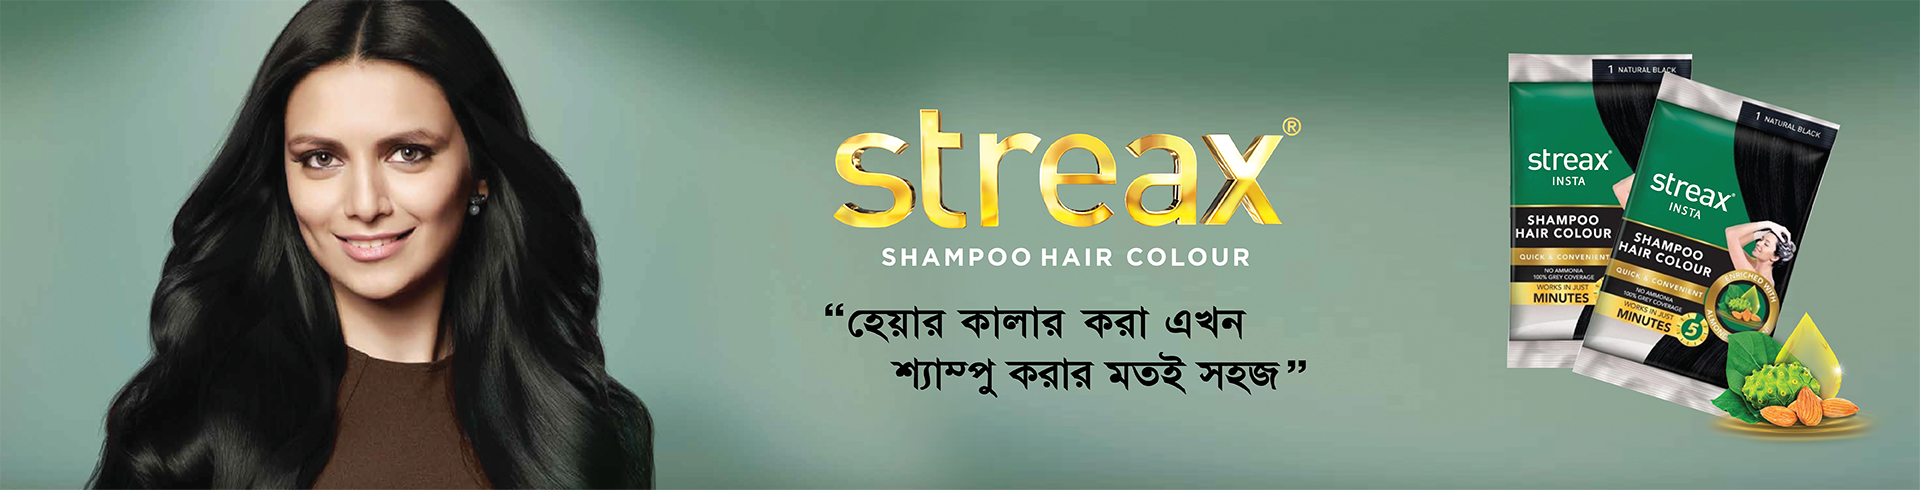 streax®
SHAMPOO HAIR COLOUR
“হেয়ার কালার করা এখন
শ্যাম্পু করার মতই সহজ”
1 NATURAL BLACK
streax
INSTA
SHAMPOO
HAIR COLOUR
QUICK & CONVENIENT
NO AMMONIA
100% GREY COVERAGE
WORKS IN JUST
MINUTES
1 NATURAL BLACK
streax
INSTA
SHAMPOO
HAIR COLOUR
QUICK & CONVENIENT
NO AMMONIA
100% GREY COVERAGE
WORKS IN JUST
MINUTES 5
ENRICHED WITH